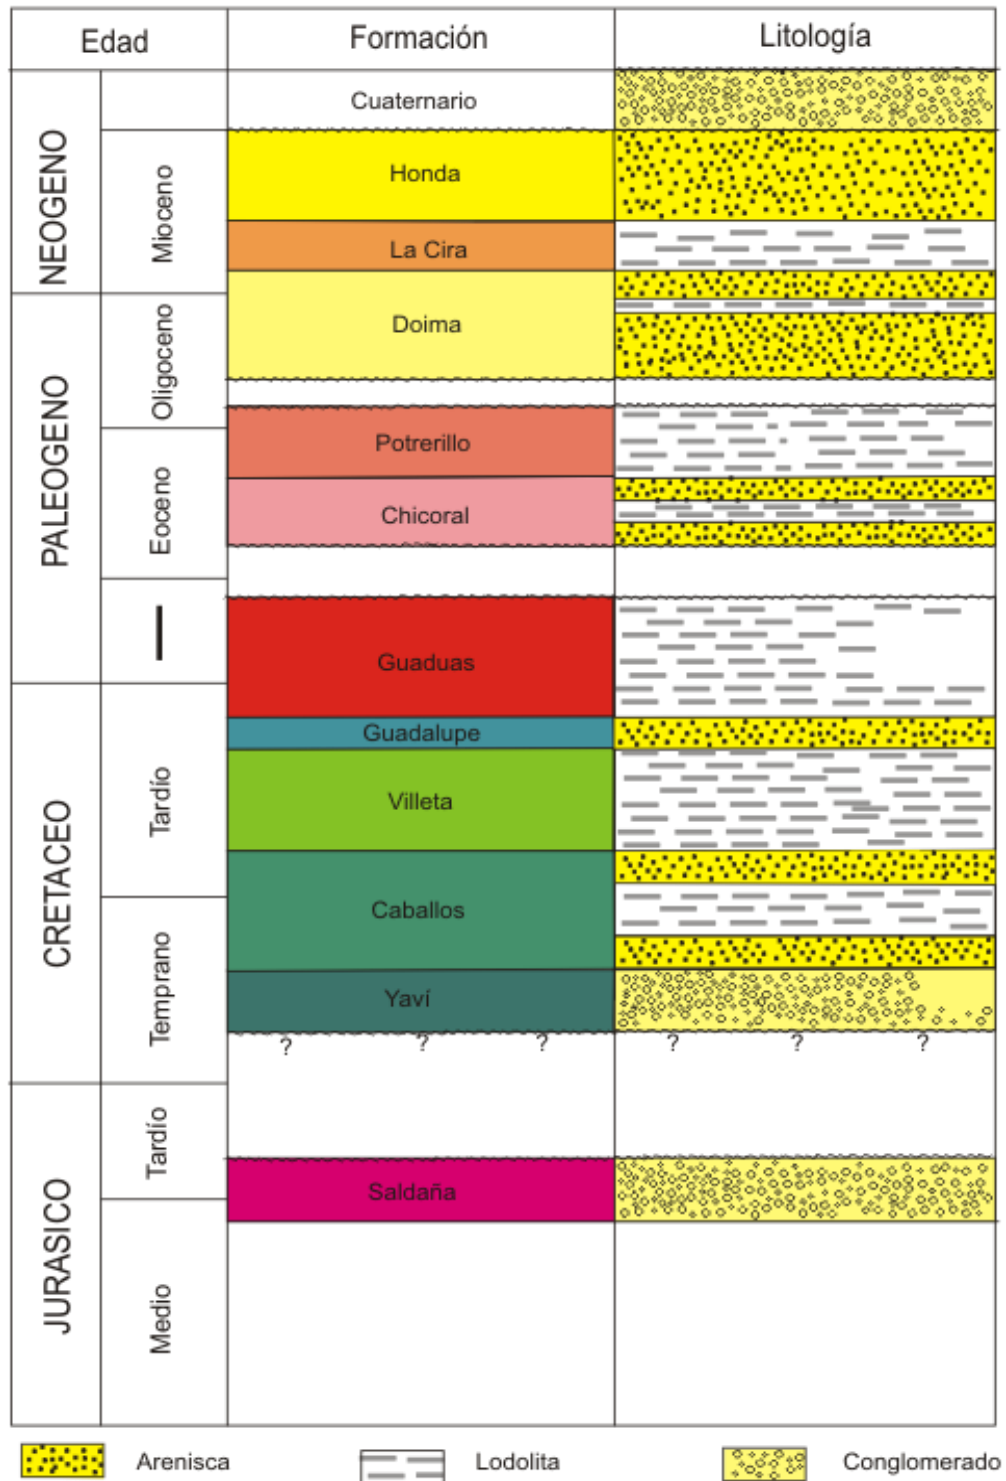 Edad Formación Litología
NEOGENO
Cuaternario
Mioceno
Honda
La Cira
PALEOGENO
Oligoceno
Doima
Eoceno
Potrerillo
Chicoral
Guaduas
CRETACEO
Tardío
Guadalupe
Villeta
Caballos
Temprano
Yaví
? ? ? ? ? ?
JURASICO
Tardío
Saldaña
Medio
Arenisca Lodolita Conglomerado